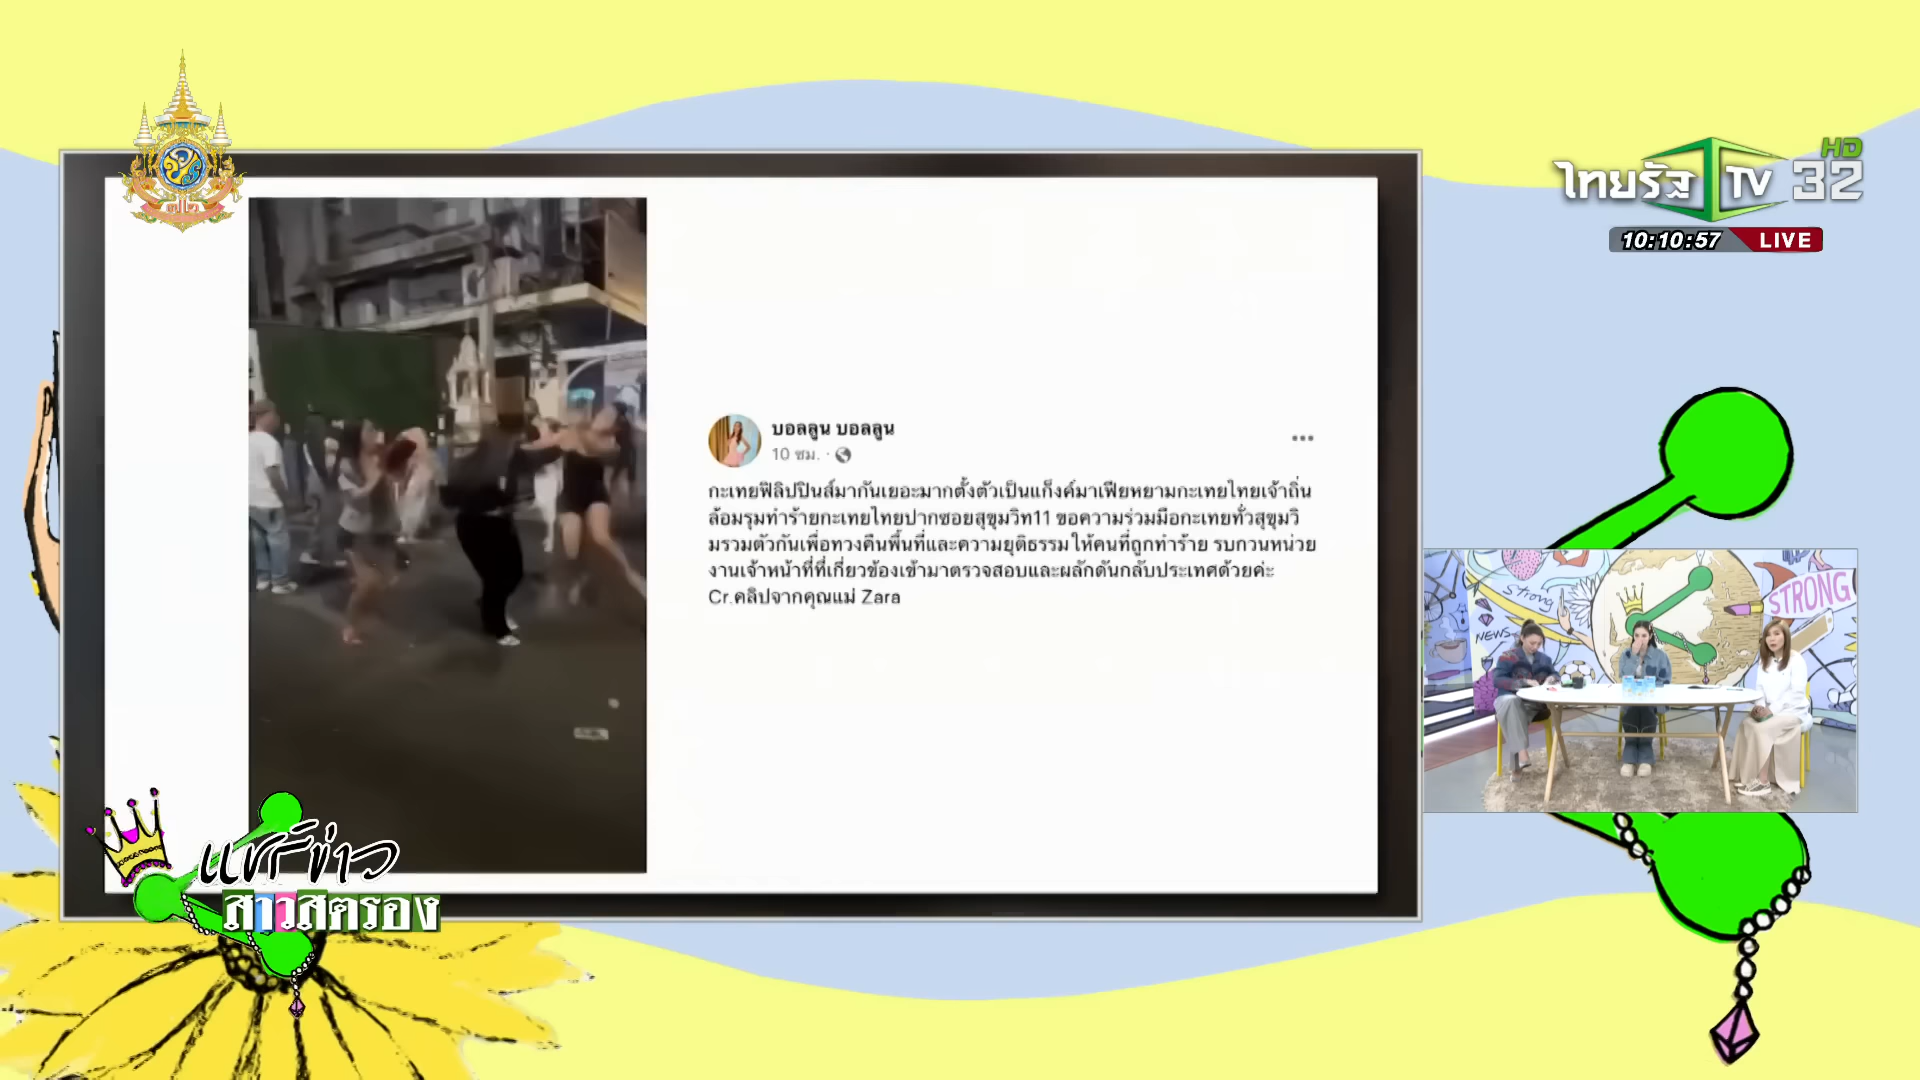 HD
ไทยรัฐ TV 32
10:10:57 LIVE
บอลลูน บอลลูน
10 ชม.
กะเทยฟิลิปปินส์มากันเยอะมากตั้งตัวเป็นแก๊งค์มาเฟียหยามกะเทยไทยเจ้าถิ่น
ล้อมรุมทำร้ายกะเทยไทยปากซอยสุขุมวิท11 ขอความร่วมมือกะเทยทั่วสุขุมวิ
มรวมตัวกันเพื่อทวงคืนพื้นที่และความยุติธรรมให้คนที่ถูกทำร้าย รบกวนหน่วย
งานเจ้าหน้าที่ที่เกี่ยวข้องเข้ามาตรวจสอบและผลักดันกลับประเทศด้วยค่ะ
Cr.คลิปจากคุณแม่ Zara
strong
STRONG
NEWS
แชร์ข่าว
สาวสตรอง